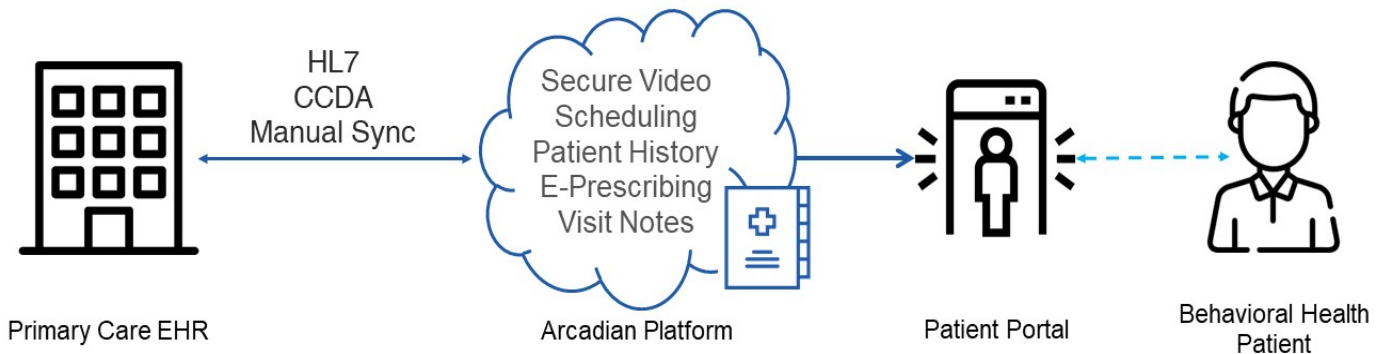 HL7
CCDA
Manual Sync
Secure Video
Scheduling
Patient History
E-Prescribing
Visit Notes
Primary Care EHR
Arcadian Platform
Patient Portal
Behavioral Health
Patient